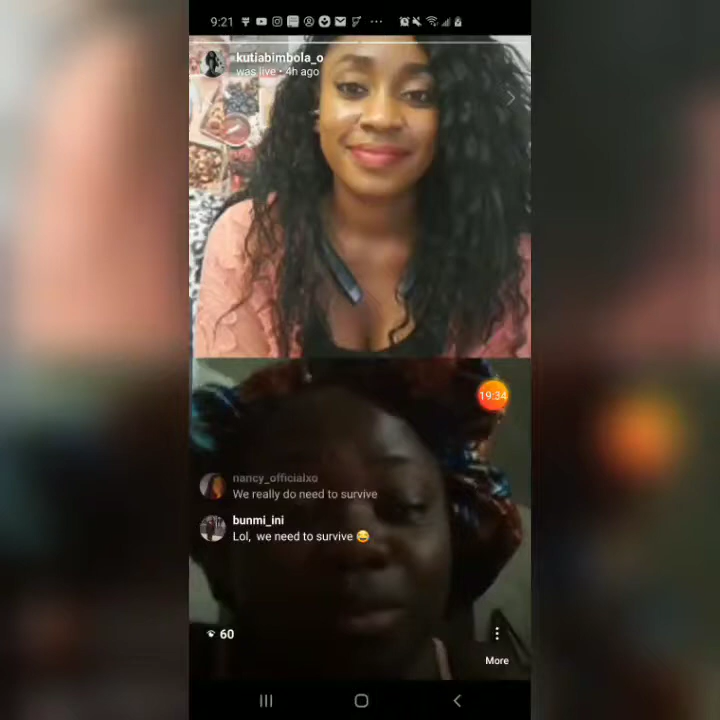 9:21
kutiabimbola_o
was live • 4h ago
19:34
nancy_officialxo
We really do need to survive
bunmi_ini
Lol, we need to survive 😂
60
More